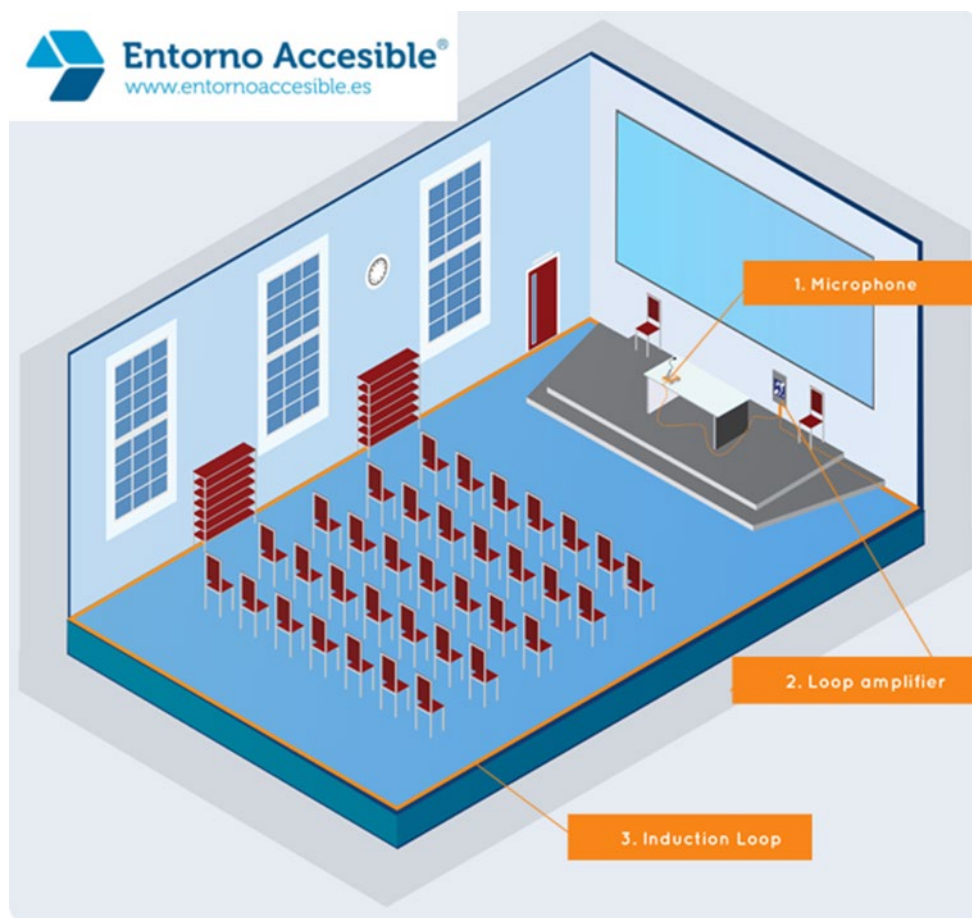 Entorno Accesible®
www.entornoaccesible.es
1. Microphone
2. Loop amplifier
3. Induction Loop